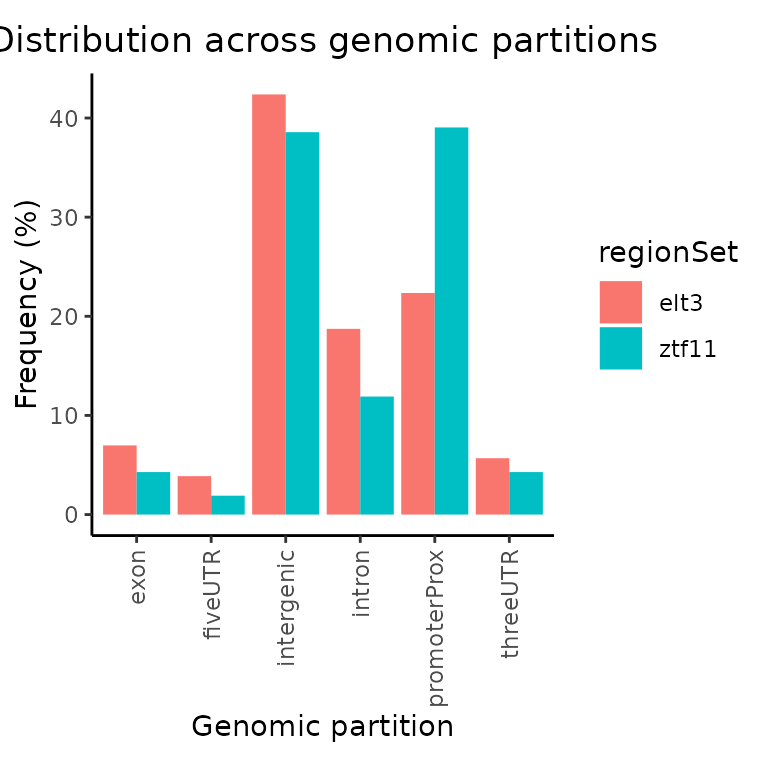 Distribution across genomic partitions
Frequency (%)
40
30
20
10
0
exon
fiveUTR
intergenic
intron
promoterProx
threeUTR
Genomic partition
regionSet
elt3
ztf11